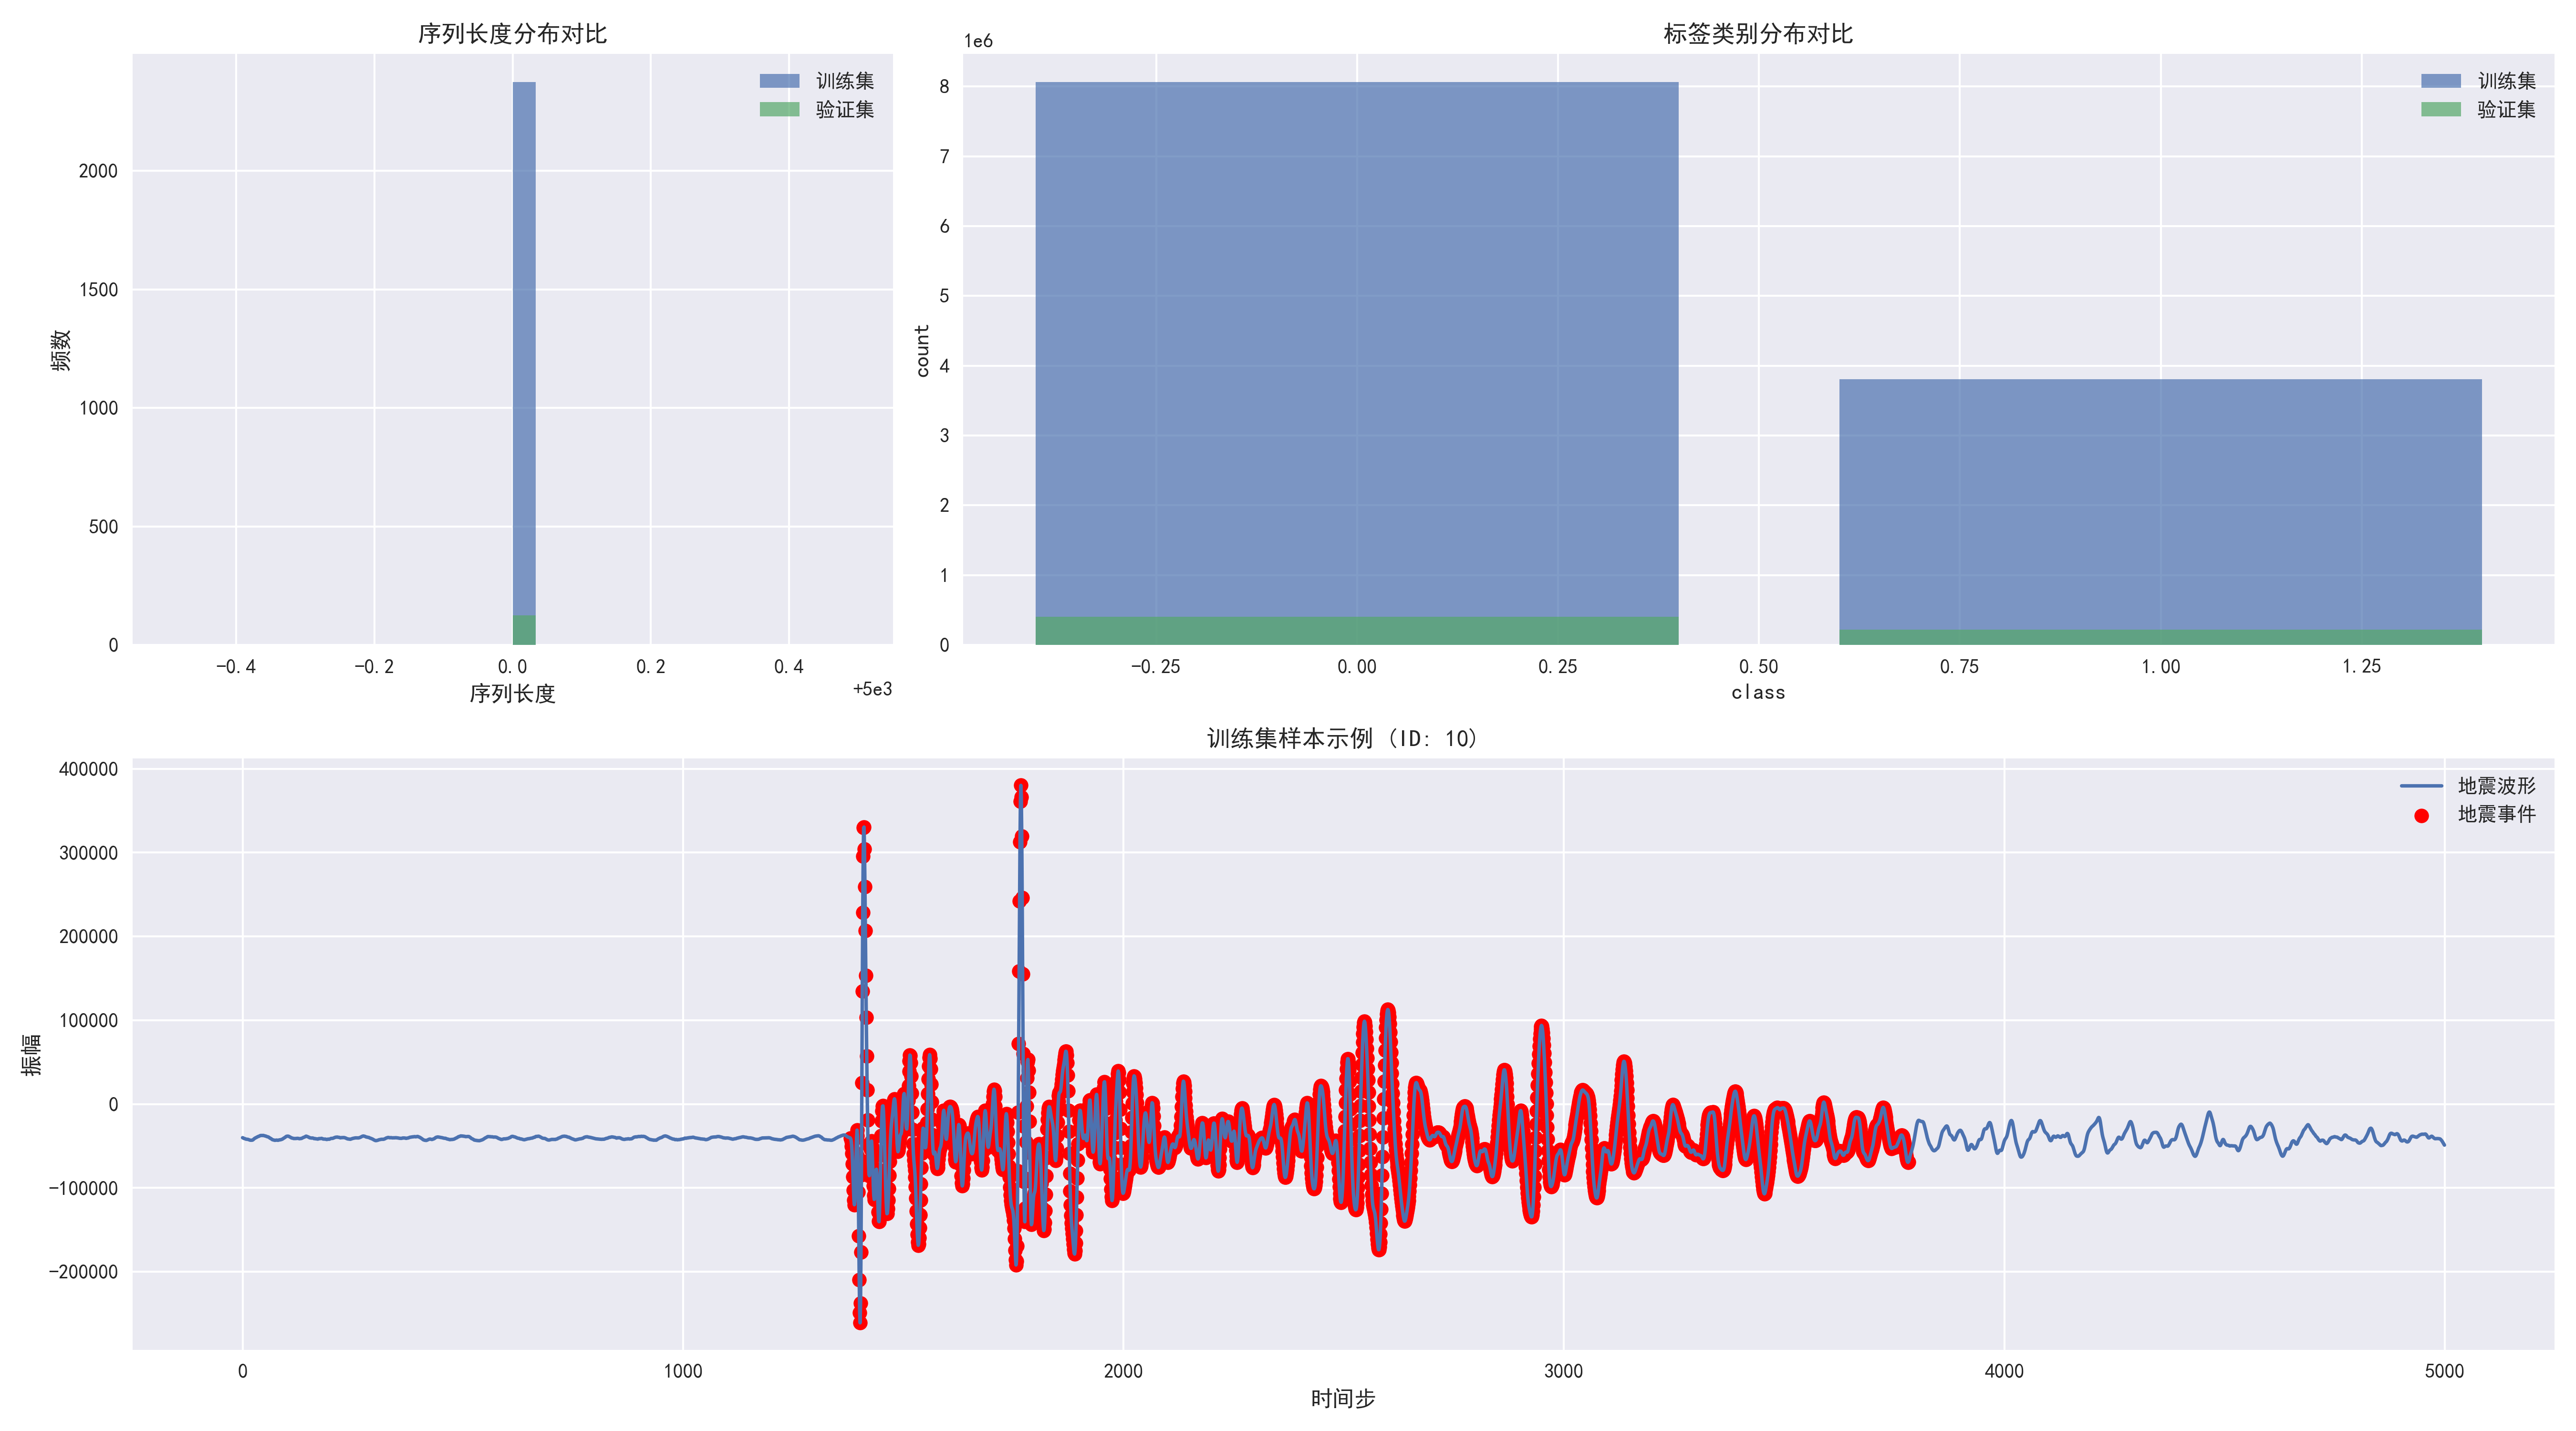 序列长度分布对比
训练集
验证集
2000
1500
1000
500
0
频数
-0.4
-0.2
0.0
0.2
0.4
+5e3
序列长度
标签类别分布对比
1e6
训练集
验证集
8
7
6
5
4
3
2
1
0
count
-0.25
0.00
0.25
0.50
0.75
1.00
1.25
class
训练集样本示例 (ID: 10)
地震波形
地震事件
400000
300000
200000
100000
0
-100000
-200000
振幅
0
1000
2000
3000
4000
5000
时间步